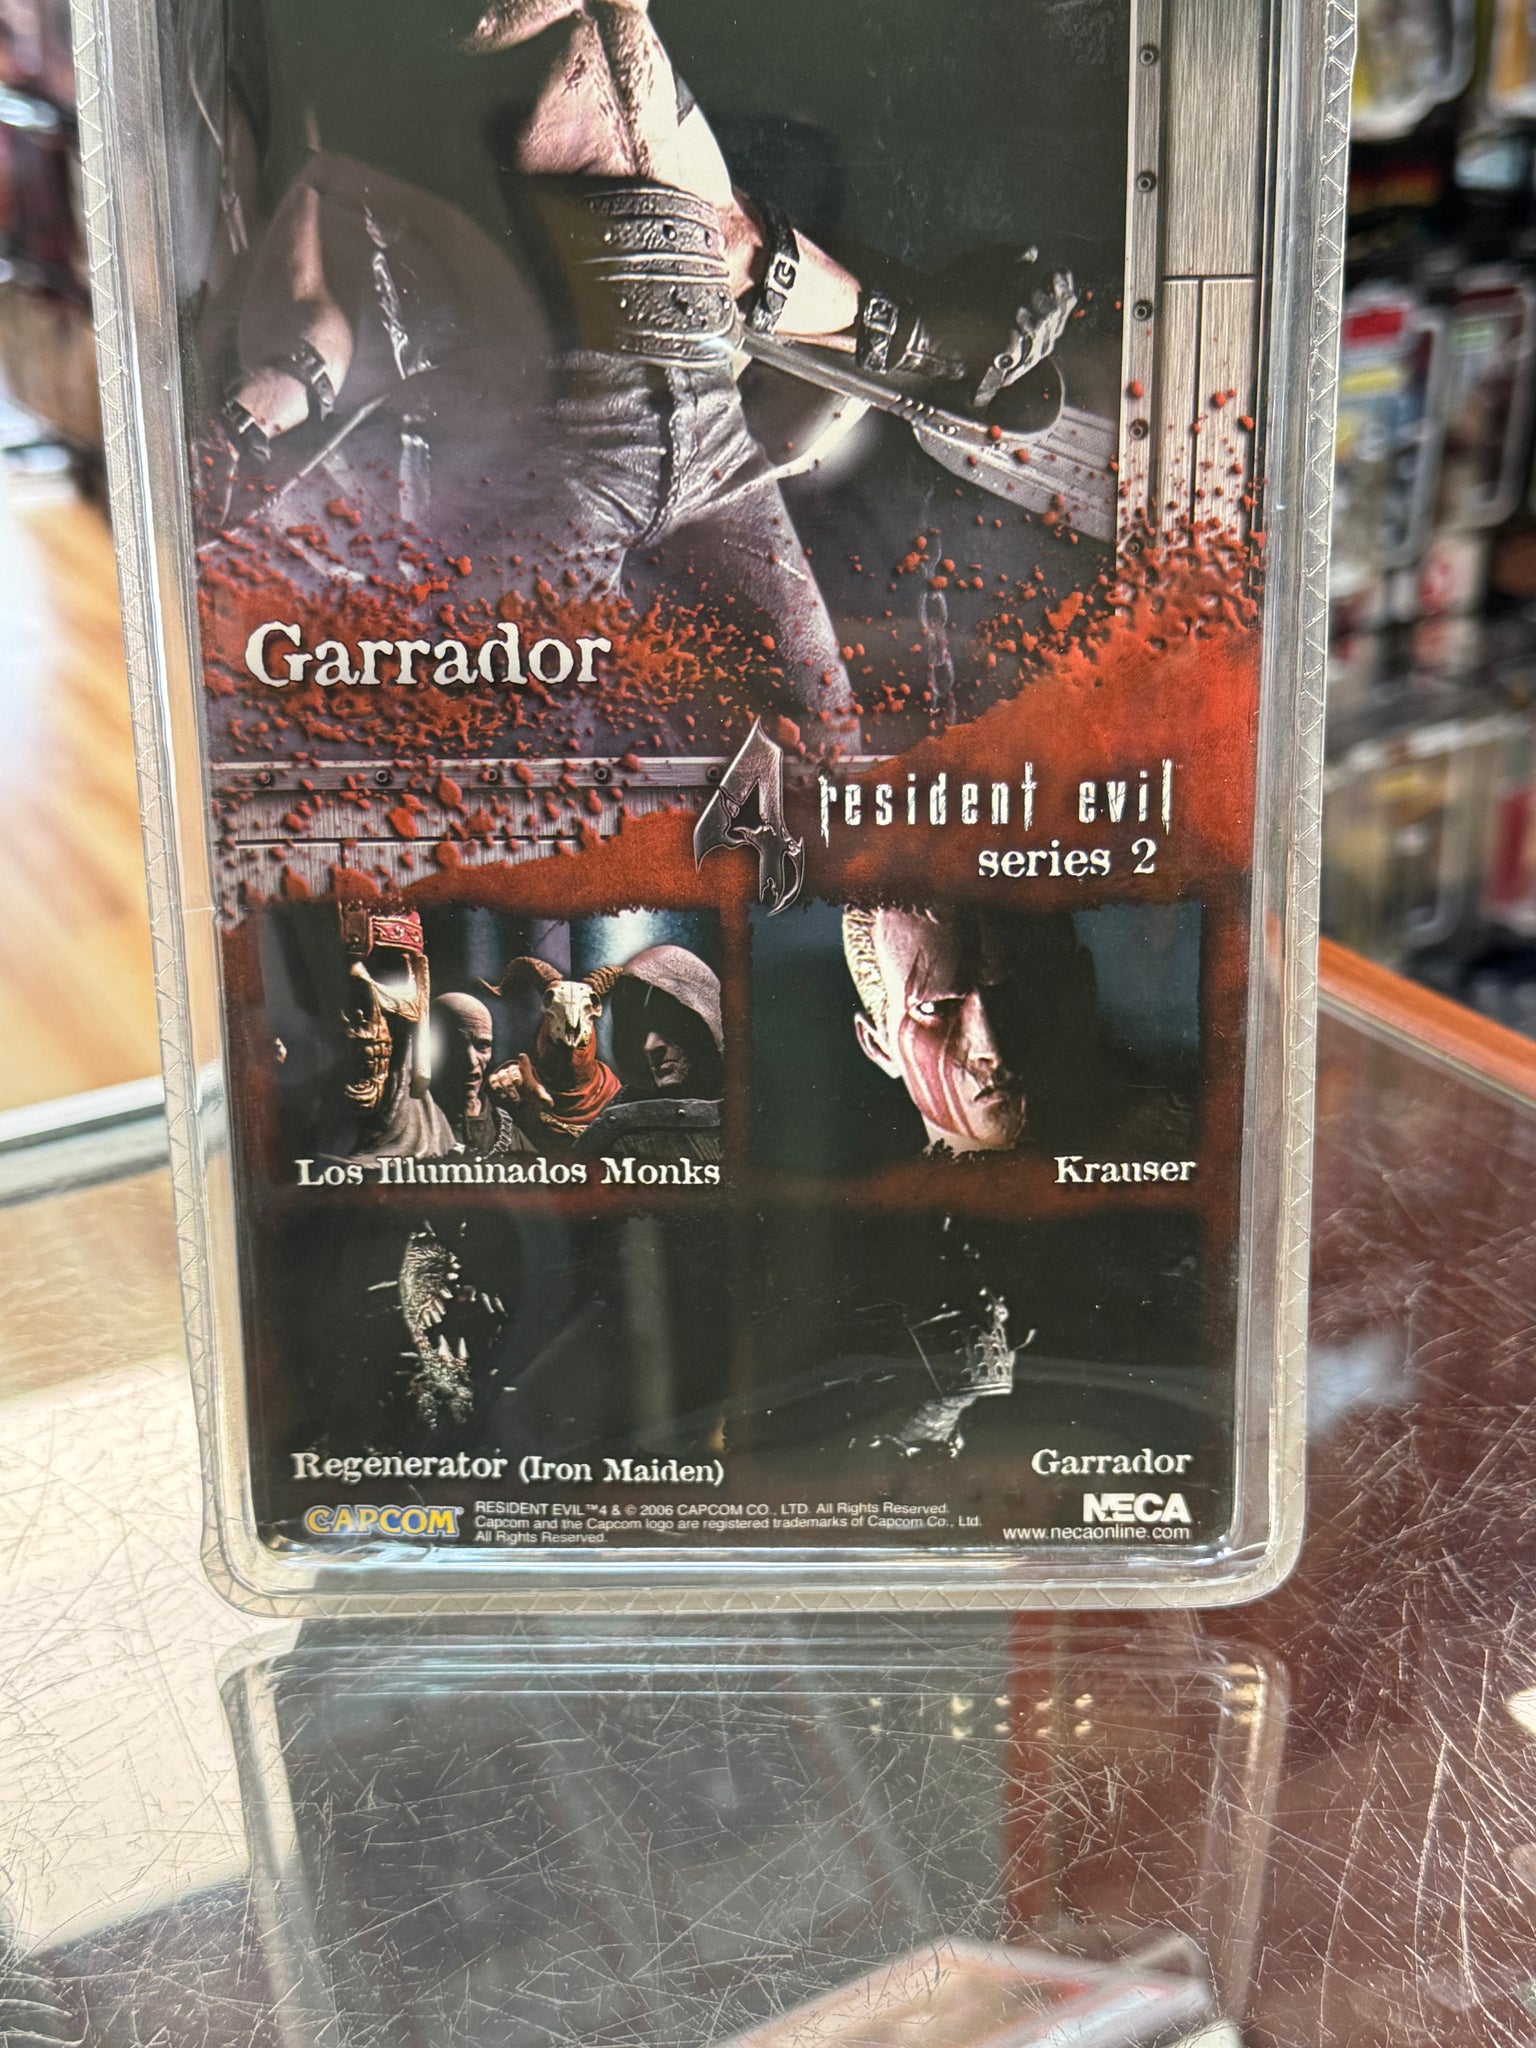 Garrador
4 resident evil
series 2
Los Illuminados Monks
Krauser
Regenerator (Iron Maiden)
Garrador
CAPCOM®
RESIDENT EVIL™4 & © 2006 CAPCOM CO., LTD. All Rights Reserved.
Capcom and the Capcom logo are registered trademarks of Capcom Co., Ltd.
All Rights Reserved.
NECA
www.necaonline.com